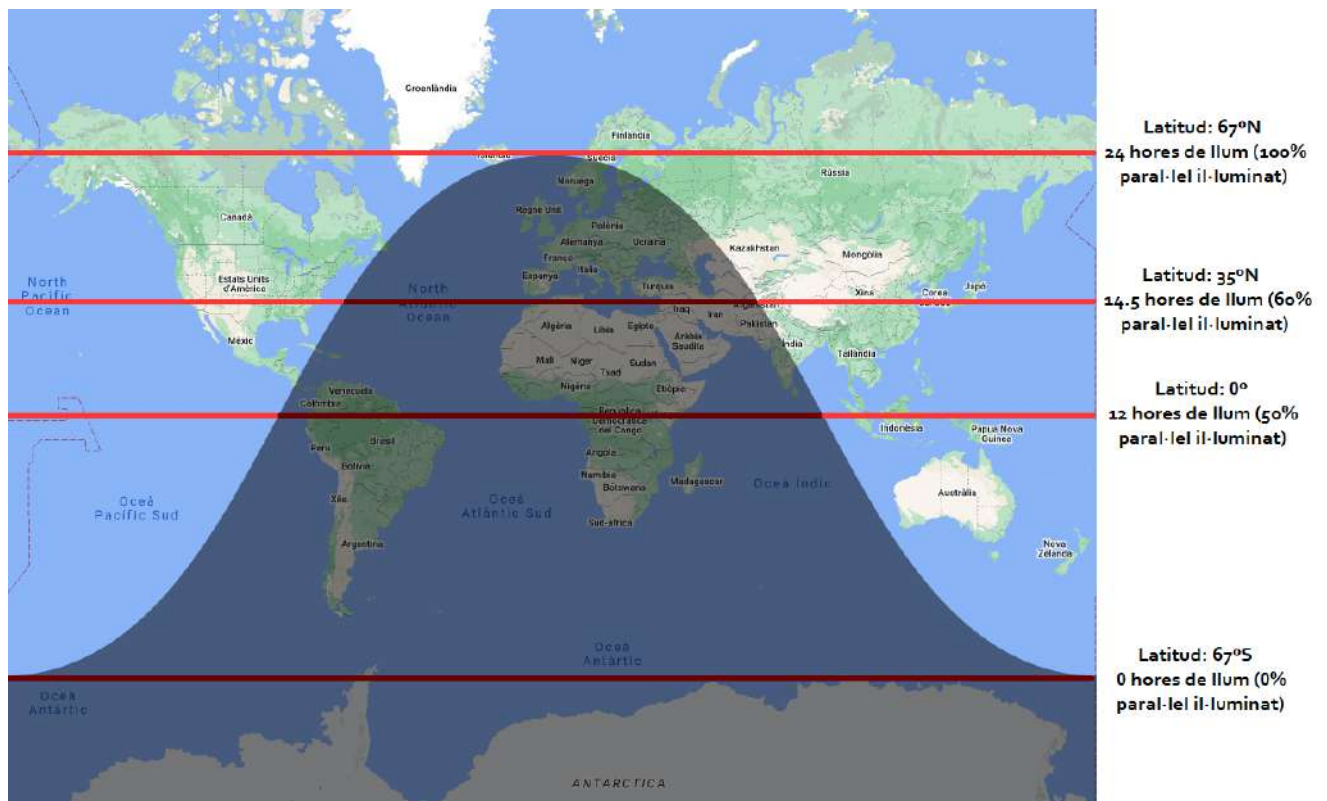 Groenlàndia
Finlàndia
Islàndia
Suècia
Rússia
Noruega
Canadà
Regne Unit
Polònia
Alemanya
Ucraïna
Kazakhstan
França
Mongòlia
Itàlia
Espanya
Estats Units
d'Amèrica
Turquia
Xina
Corea
Japó
North
Pacific
Ocean
North
Atlantic
Ocean
Iraq
Iran
Afganistan
Pakistan
Algèria
Líbia
Egipte
Mèxic
Aràbia
Saudita
Índia
Mali
Níger
Sudan
Txad
Tailàndia
Nigèria
Etiòpia
Veneçuela
Colòmbia
República
Democràtica
del Congo
Indonèsia
Papua Nova
Guinea
Perú
Brasil
Angola
Bolívia
Namíbia
Botswana
Madagascar
Oceà Índic
Xile
Austràlia
Oceà
Pacífic Sud
Oceà
Atlàntic Sud
Sud-àfrica
Argentina
Nova
Zelanda
Oceà
Antàrtic
Oceà
Antàrtic
ANTARCTICA
Latitud: 67ºN
24 hores de llum (100%
paral·lel il·luminat)
Latitud: 35ºN
14.5 hores de llum (60%
paral·lel il·luminat)
Latitud: 0º
12 hores de llum (50%
paral·lel il·luminat)
Latitud: 67ºS
0 hores de llum (0%
paral·lel il·luminat)